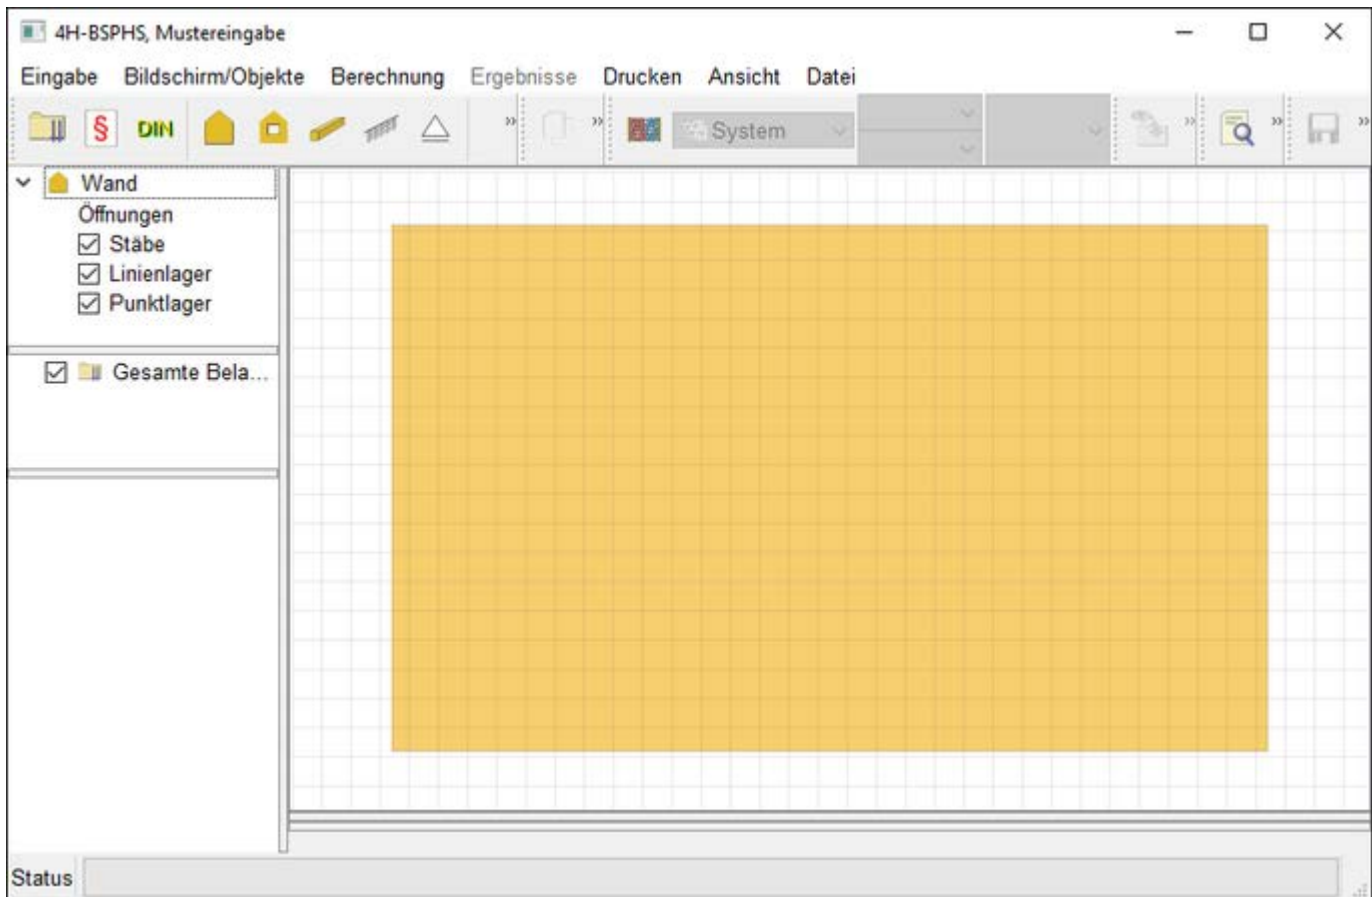 4H-BSPHS, Mustereingabe
Eingabe Bildschirm/Objekte Berechnung Ergebnisse Drucken Ansicht Datei
§ DIN » » System » » »
Wand
Öffnungen
Stäbe
Linienlager
Punktlager
Gesamte Bela...
Status